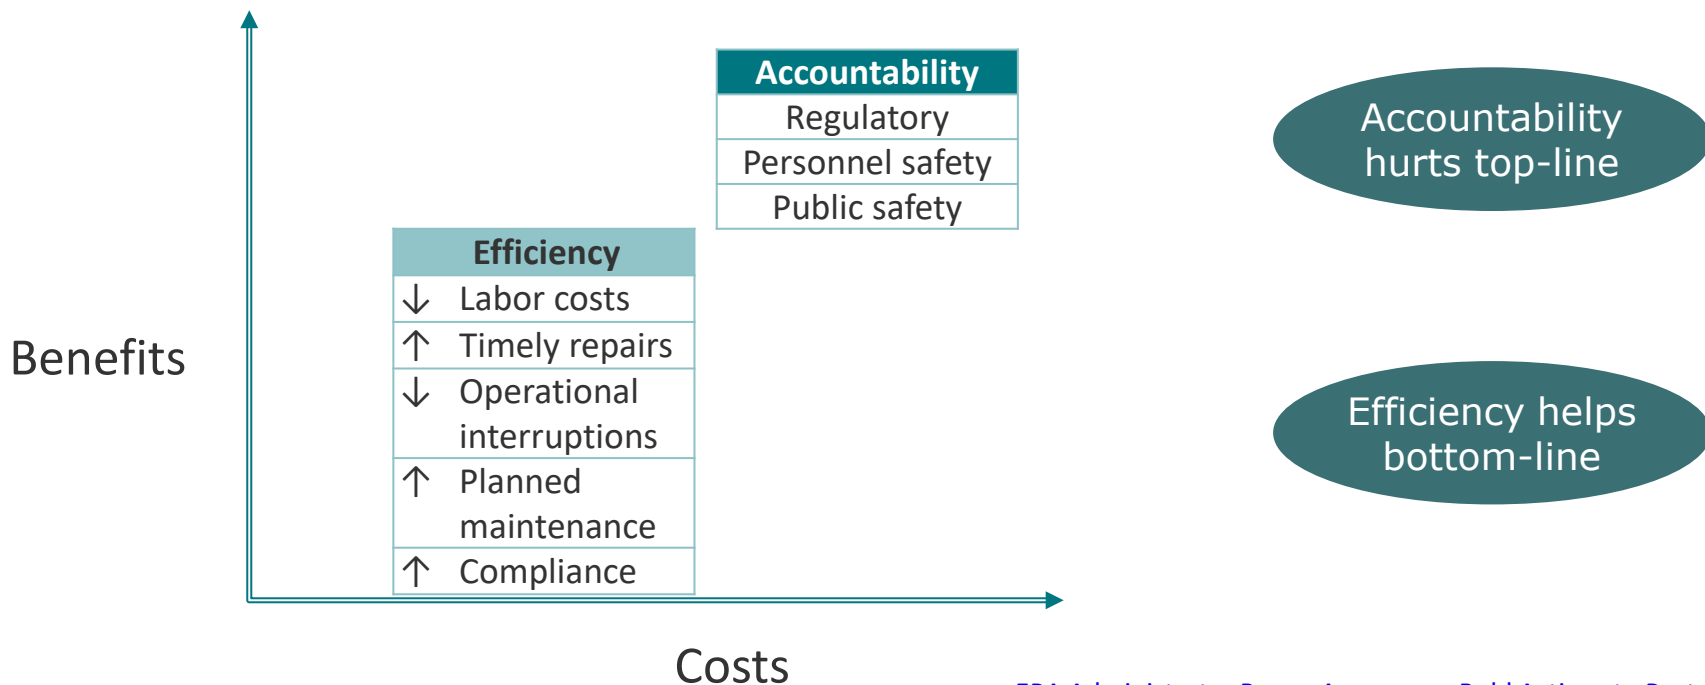 Accountability
Regulatory
Personnel safety
Public safety
Efficiency
↓ Labor costs
↑ Timely repairs
↓ Operational
interruptions
↑ Planned
maintenance
↑ Compliance
Benefits
Costs
Accountability
hurts top-line
Efficiency helps
bottom-line